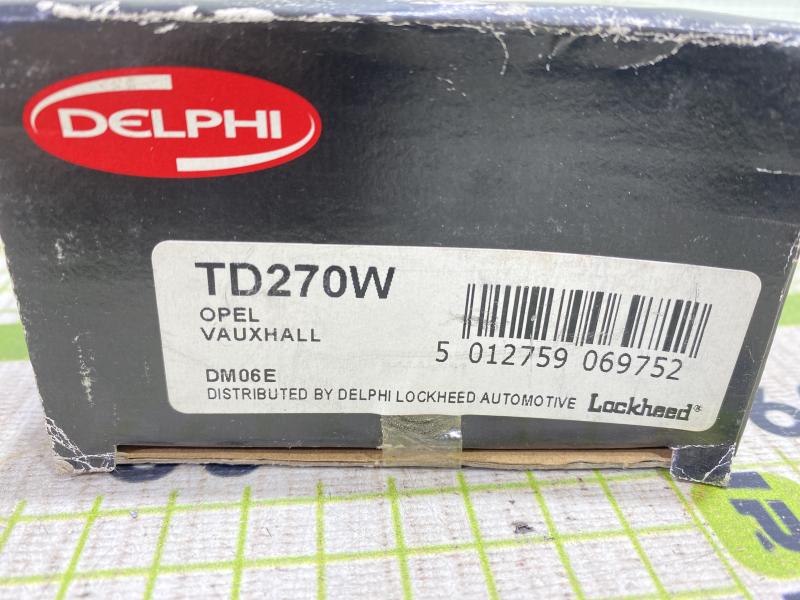 DELPHI
TD270W
OPEL
VAUXHALL
5 012759 069752
DM06E
DISTRIBUTED BY DELPHI LOCKHEED AUTOMOTIVE Lockheed®